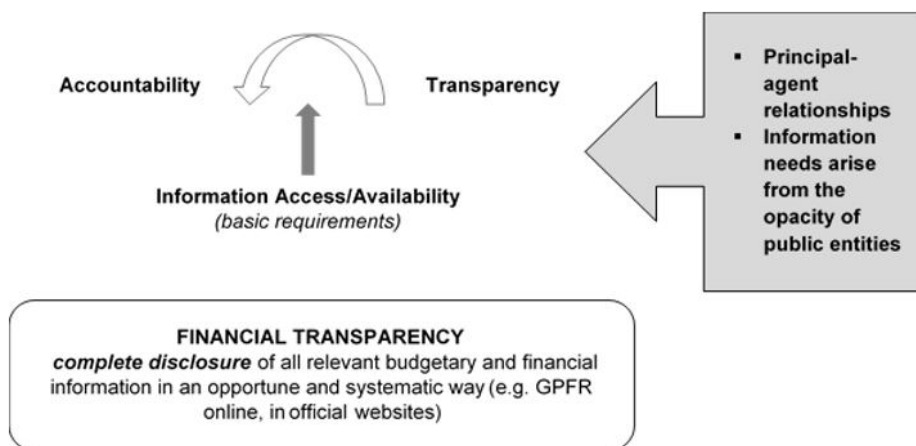 Accountability
Transparency
Information Access/Availability
(basic requirements)
▪ Principal-
agent
relationships
▪ Information
needs arise
from the
opacity of
public entities
FINANCIAL TRANSPARENCY
complete disclosure of all relevant budgetary and financial
information in an opportune and systematic way (e.g. GPFR
online, in official websites)